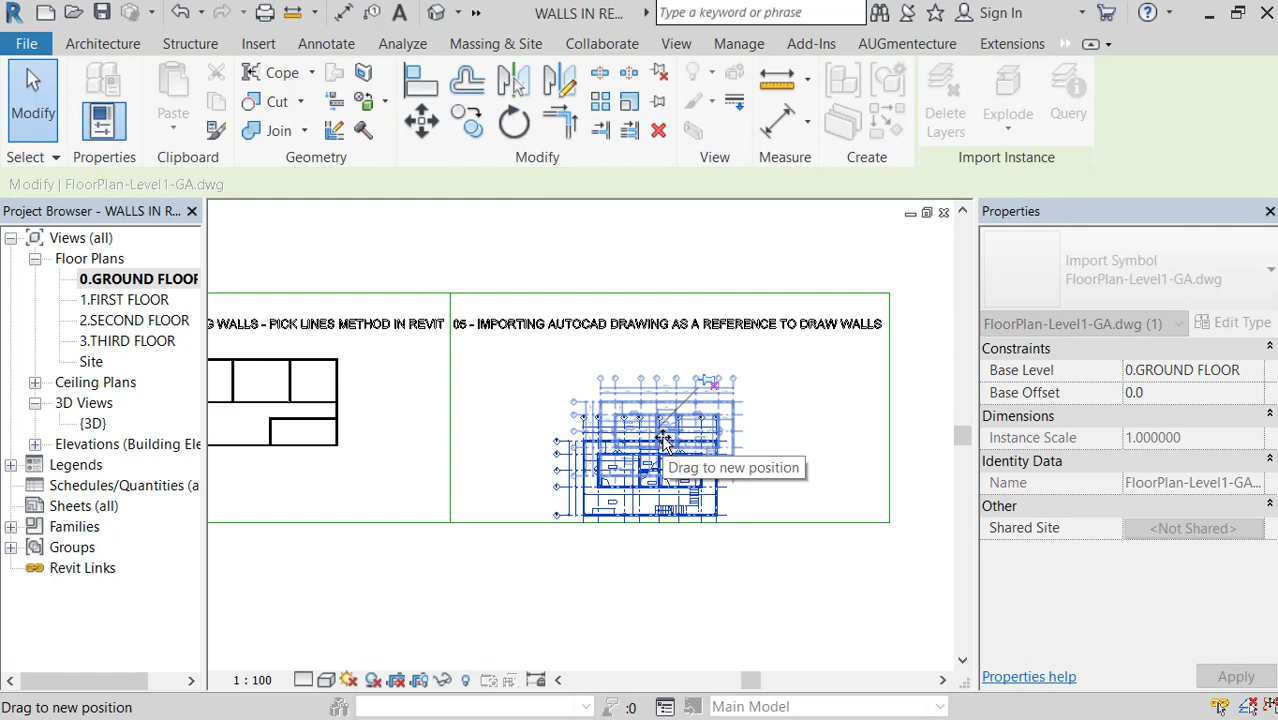 WALLS IN RE...
Type a keyword or phrase
Sign In
File
Architecture
Structure
Insert
Annotate
Analyze
Massing & Site
Collaborate
View
Manage
Add-Ins
AUGmenture
Extensions
Modify
Paste
Cope
Cut
Join
Delete Layers
Explode
Query
Select
Properties
Clipboard
Geometry
Modify
View
Measure
Create
Import Instance
Modify | FloorPlan-Level1-GA.dwg
Project Browser - WALLS IN R...
Views (all)
Floor Plans
0.GROUND FLOOR
1.FIRST FLOOR
2.SECOND FLOOR
3.THIRD FLOOR
Site
Ceiling Plans
3D Views
{3D}
Elevations (Building Ele
Legends
Schedules/Quantities (a
Sheets (all)
Families
Groups
Revit Links
G WALLS - PICK LINES METHOD IN REVIT
05 - IMPORTING AUTOCAD DRAWING AS A REFERENCE TO DRAW WALLS
Drag to new position
Properties
Import Symbol
FloorPlan-Level1-GA.dwg
FloorPlan-Level1-GA.dwg (1)
Edit Type
Constraints
Base Level 0.GROUND FLOOR
Base Offset 0.0
Dimensions
Instance Scale 1.000000
Identity Data
Name FloorPlan-Level1-GA....
Other
Shared Site <Not Shared>
Properties help
Apply
1 : 100
Drag to new position
:0
Main Model